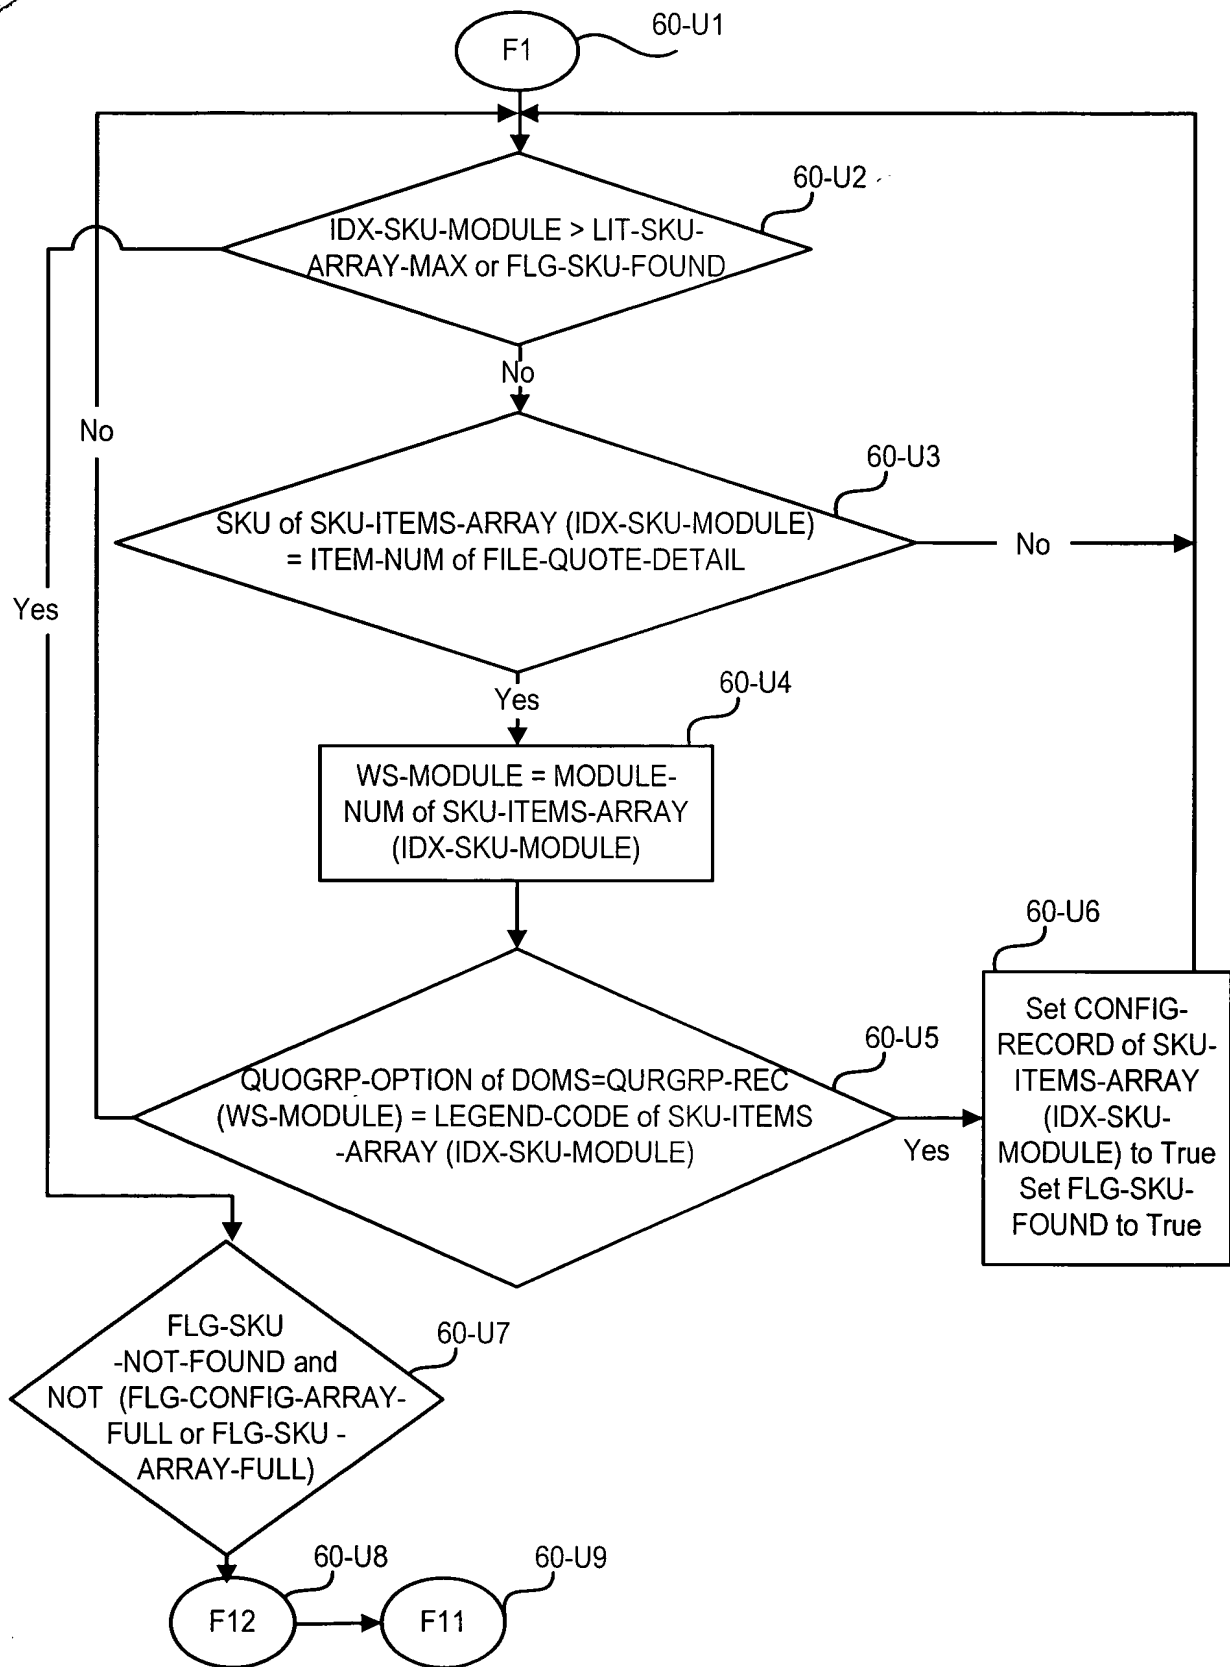 F1
60-U1
60-U2
IDX-SKU-MODULE > LIT-SKU-
ARRAY-MAX or FLG-SKU-FOUND
No
No
60-U3
SKU of SKU-ITEMS-ARRAY (IDX-SKU-MODULE)
= ITEM-NUM of FILE-QUOTE-DETAIL
No
Yes
Yes
60-U4
WS-MODULE = MODULE-
NUM of SKU-ITEMS-ARRAY
(IDX-SKU-MODULE)
60-U6
Set CONFIG-
RECORD of SKU-
ITEMS-ARRAY
(IDX-SKU-
MODULE) to True
Set FLG-SKU-
FOUND to True
60-U5
QUOGRP-OPTION of DOMS=QURGRP-REC
(WS-MODULE) = LEGEND-CODE of SKU-ITEMS
-ARRAY (IDX-SKU-MODULE)
Yes
FLG-SKU
-NOT-FOUND and
NOT (FLG-CONFIG-ARRAY-
FULL or FLG-SKU -
ARRAY-FULL)
60-U7
60-U8
60-U9
F12
F11